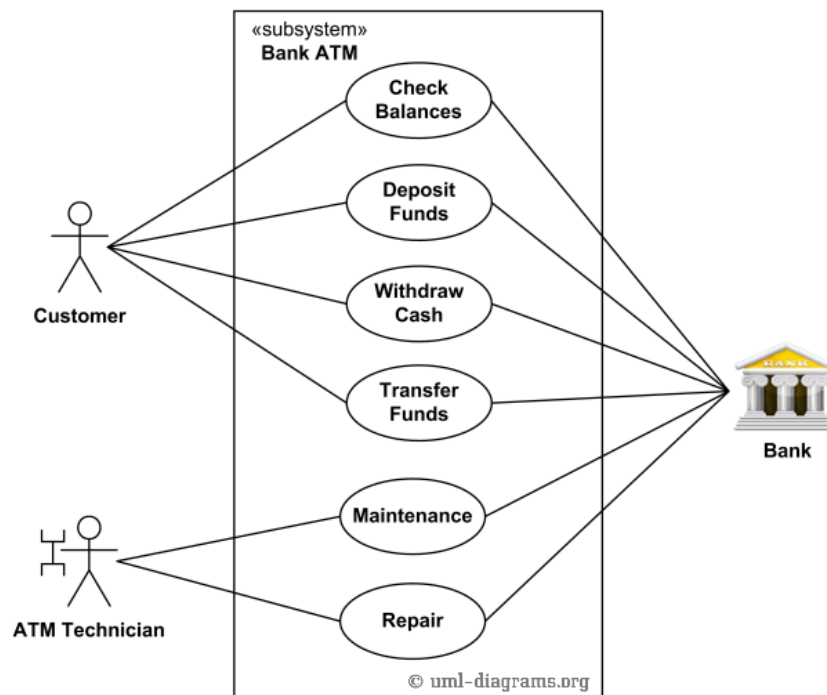 «subsystem»
Bank ATM
Check
Balances
Deposit
Funds
Withdraw
Cash
Transfer
Funds
Customer
BANK
Bank
Maintenance
Repair
ATM Technician
© uml-diagrams.org